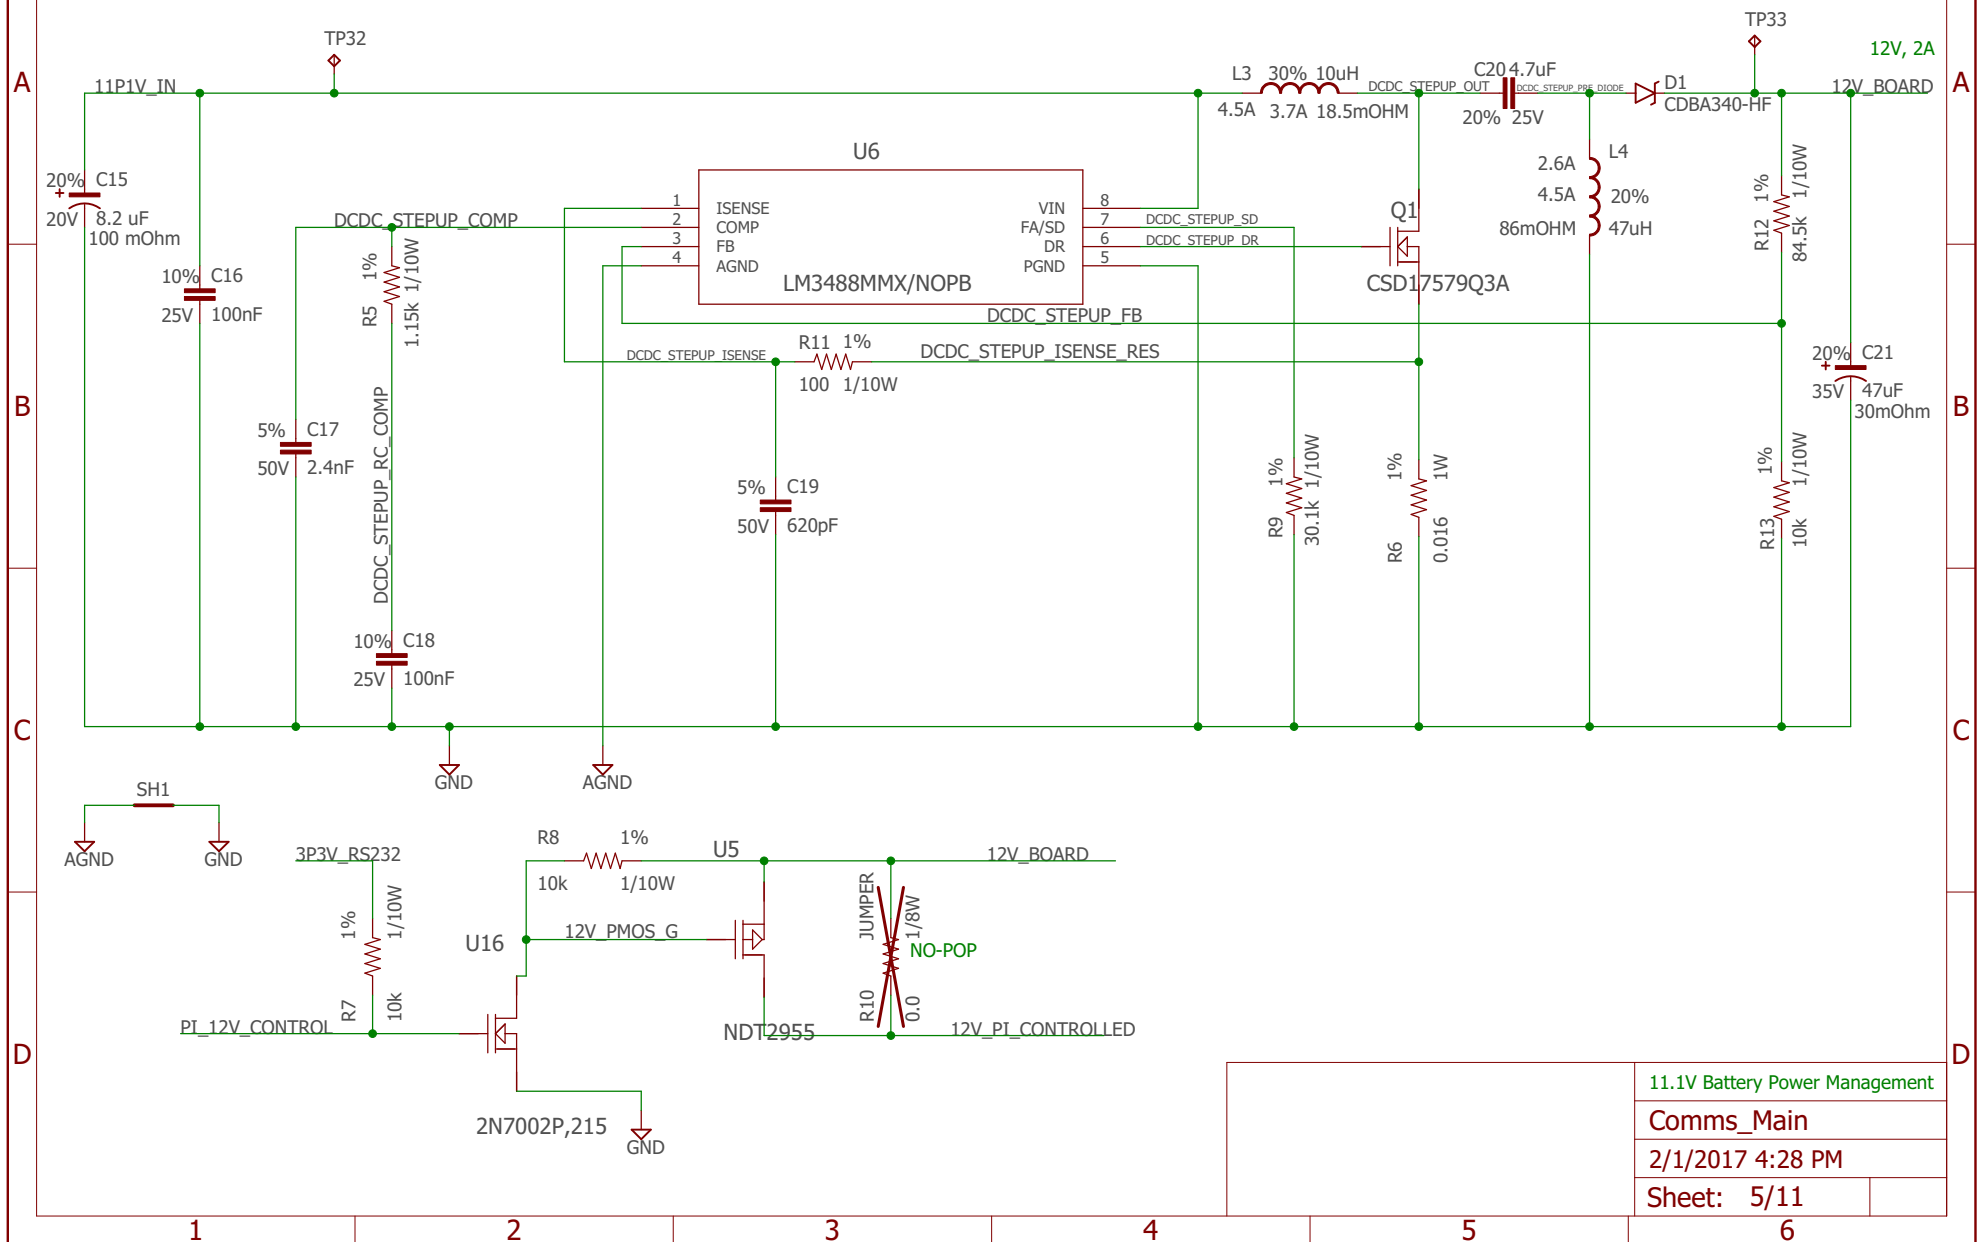 TP32
TP33
12V, 2A
A
A
11P1V_IN
L3 30% 10uH
4.5A 3.7A 18.5mOHM
DCDC_STEPUP_OUT
C20 4.7uF
20% 25V
DCDC_STEPUP_PRE_DIODE
D1
CDBA340-HF
12V_BOARD
20% C15
+
20V 8.2 uF
100 mOhm
10% C16
25V 100nF
U6
1 ISENSE
2 COMP
3 FB
4 AGND
VIN 8
FA/SD 7
DR 6
PGND 5
LM3488MMX/NOPB
DCDC_STEPUP_COMP
DCDC_STEPUP_SD
DCDC_STEPUP_DR
Q1
CSD17579Q3A
2.6A L4
4.5A 20%
86mOHM 47uH
R12 1%
84.5k 1/10W
R5 1%
1.15k 1/10W
DCDC_STEPUP_FB
DCDC_STEPUP_ISENSE
R11 1%
100 1/10W
DCDC_STEPUP_ISENSE_RES
20% C21
+
35V 47uF
30mOhm
B
B
5% C17
50V 2.4nF
DCDC_STEPUP_RC_COMP
5% C19
50V 620pF
R9 1%
30.1k 1/10W
R6 1%
0.016 1W
R13 1%
10k 1/10W
10% C18
25V 100nF
C
C
GND
AGND
SH1
AGND
GND
3P3V_RS232
R7 1%
10k 1/10W
PI_12V_CONTROL
R8 1%
10k 1/10W
U16
2N7002P,215
GND
12V_PMOS_G
U5
NDT2955
12V_BOARD
R10 JUMPER
0.0 1/8W
NO-POP
12V_PI_CONTROLLED
D
D
11.1V Battery Power Management
Comms_Main
2/1/2017 4:28 PM
Sheet: 5/11
1 2 3 4 5 6